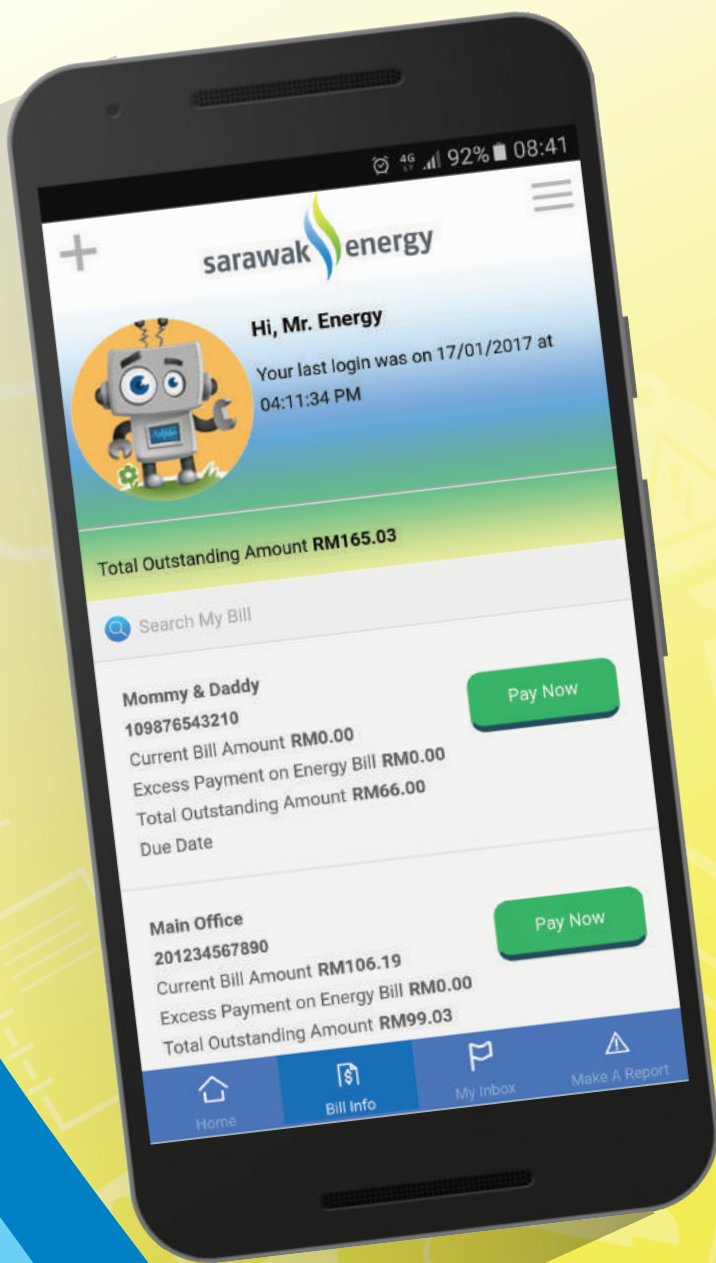 4G 92% 08:41
sarawak energy
Hi, Mr. Energy
Your last login was on 17/01/2017 at
04:11:34 PM
Total Outstanding Amount RM165.03
Search My Bill
Mommy & Daddy
109876543210
Current Bill Amount RM0.00
Excess Payment on Energy Bill RM0.00
Total Outstanding Amount RM66.00
Due Date
Pay Now
Main Office
201234567890
Current Bill Amount RM106.19
Excess Payment on Energy Bill RM0.00
Total Outstanding Amount RM99.03
Pay Now
Home
Bill Info
My Inbox
Make A Report